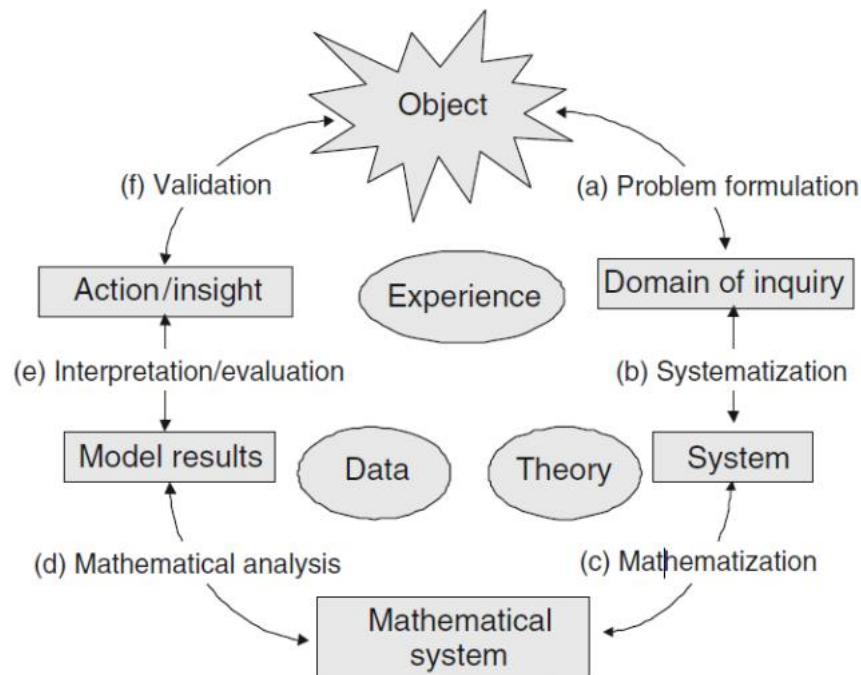 Object
(f) Validation
(a) Problem formulation
Action/insight
Experience
Domain of inquiry
(e) Interpretation/evaluation
(b) Systematization
Model results
Data
Theory
System
(d) Mathematical analysis
(c) Mathematization
Mathematical
system